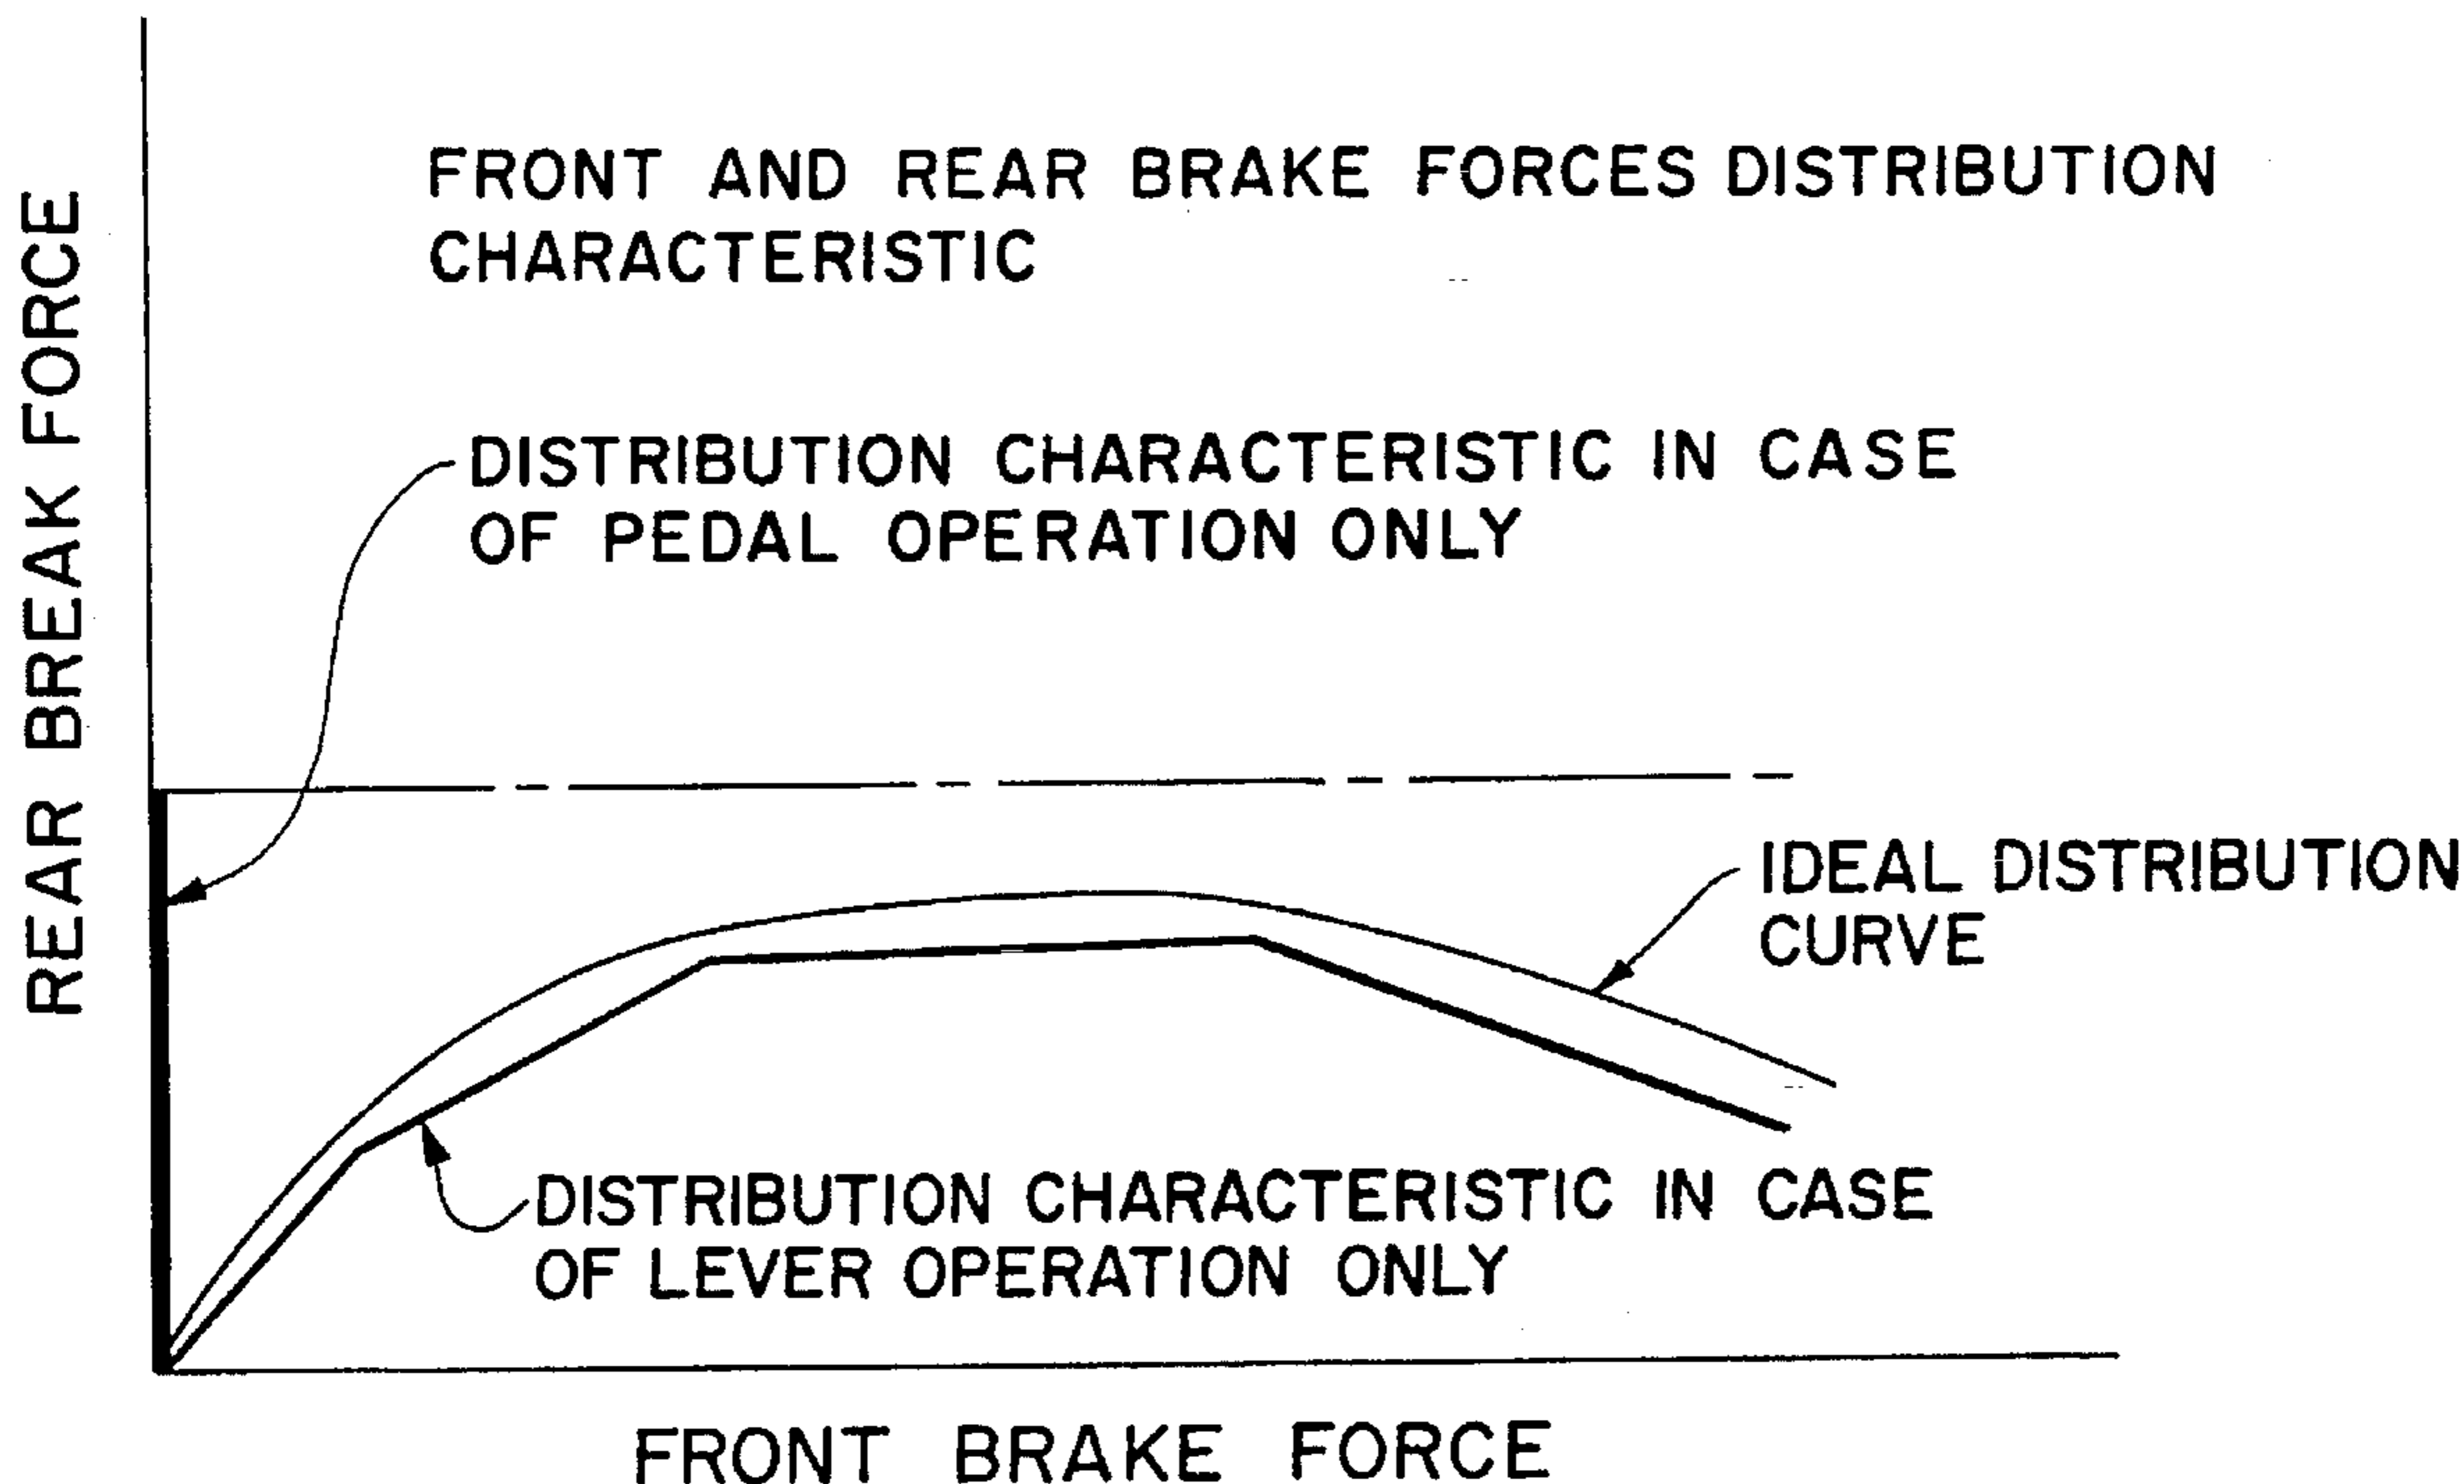 FRONT AND REAR BRAKE FORCES DISTRIBUTION
CHARACTERISTIC
DISTRIBUTION CHARACTERISTIC IN CASE
OF PEDAL OPERATION ONLY
REAR BREAK FORCE
IDEAL DISTRIBUTION
CURVE
DISTRIBUTION CHARACTERISTIC IN CASE
OF LEVER OPERATION ONLY
FRONT BRAKE FORCE